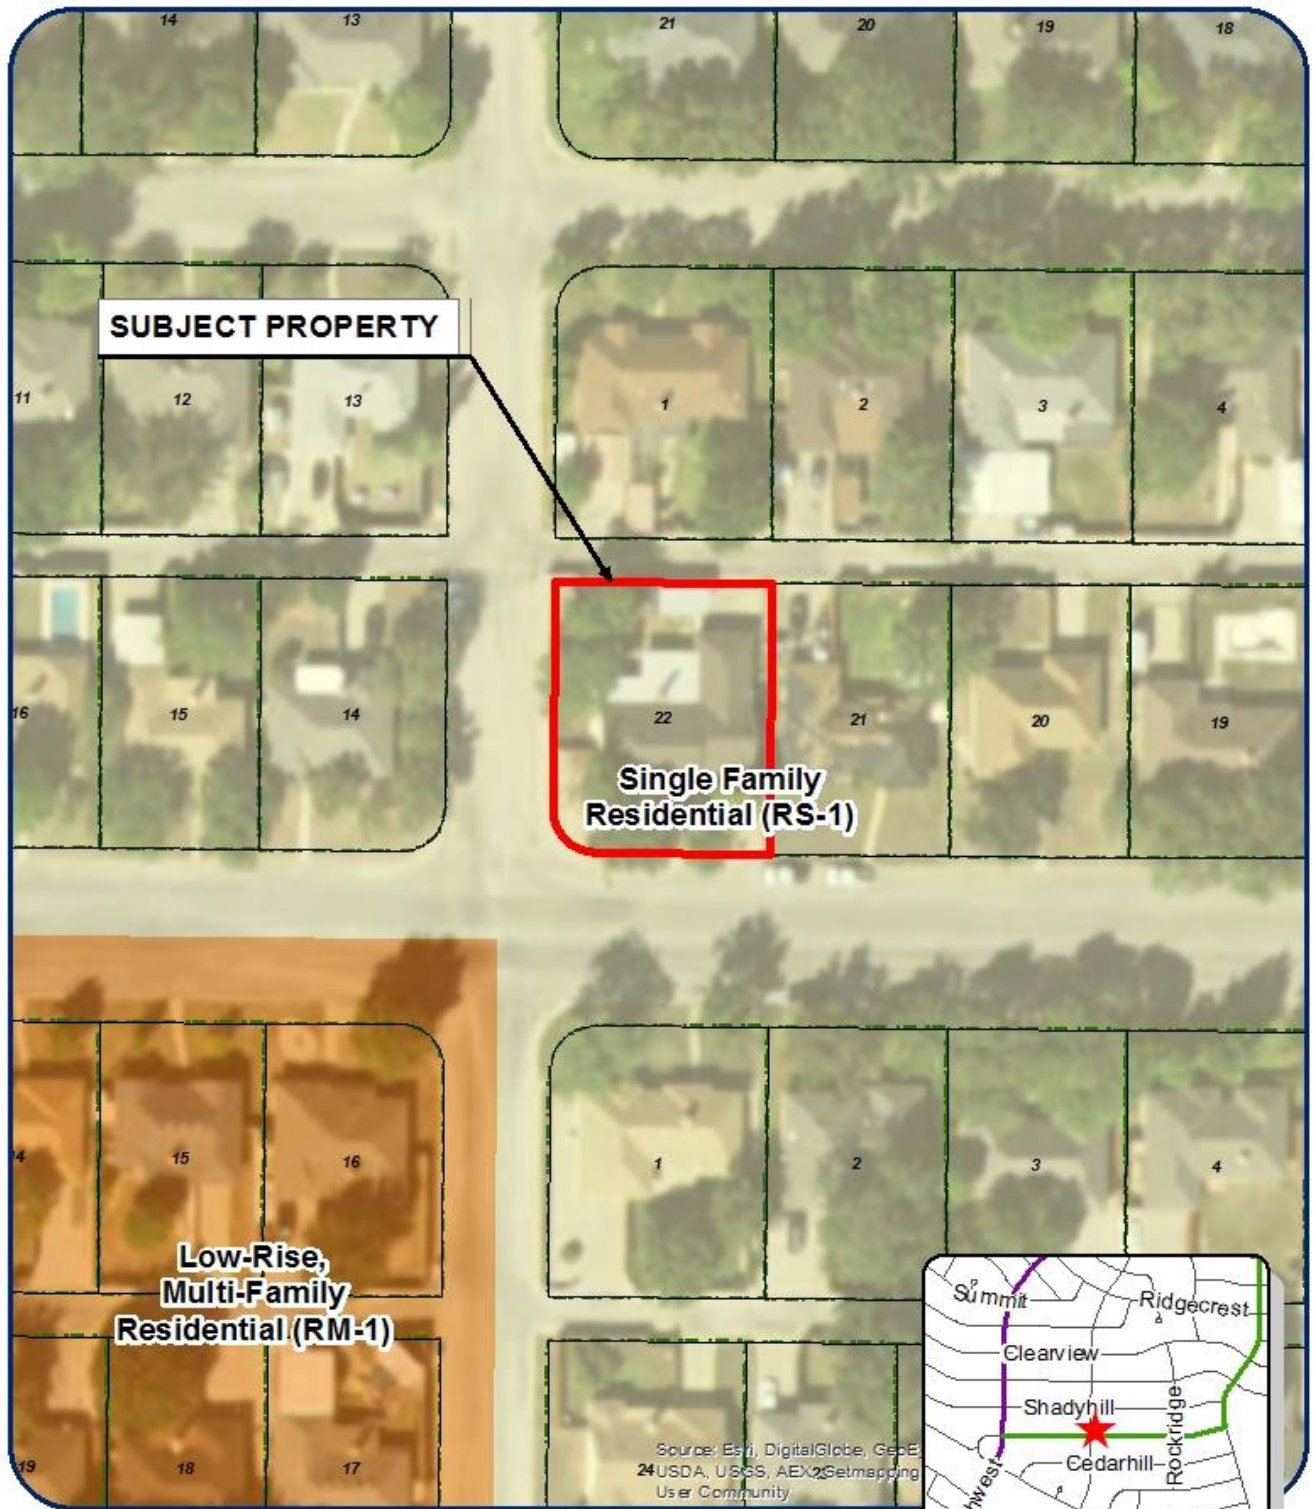 14
13
21
20
19
18
SUBJECT PROPERTY
11
12
13
1
2
3
4
16
15
14
22
21
20
19
Single Family
Residential (RS-1)
4
15
16
1
2
3
4
Low-Rise,
Multi-Family
Residential (RM-1)
19
18
17
24
Source: Esri, DigitalGlobe, GeoE
USDA, USGS, AEX, Getmapping
User Community
Summit
Ridgecrest
Clearview
Shadyhill
Rockridge
Cedarhill
hwest